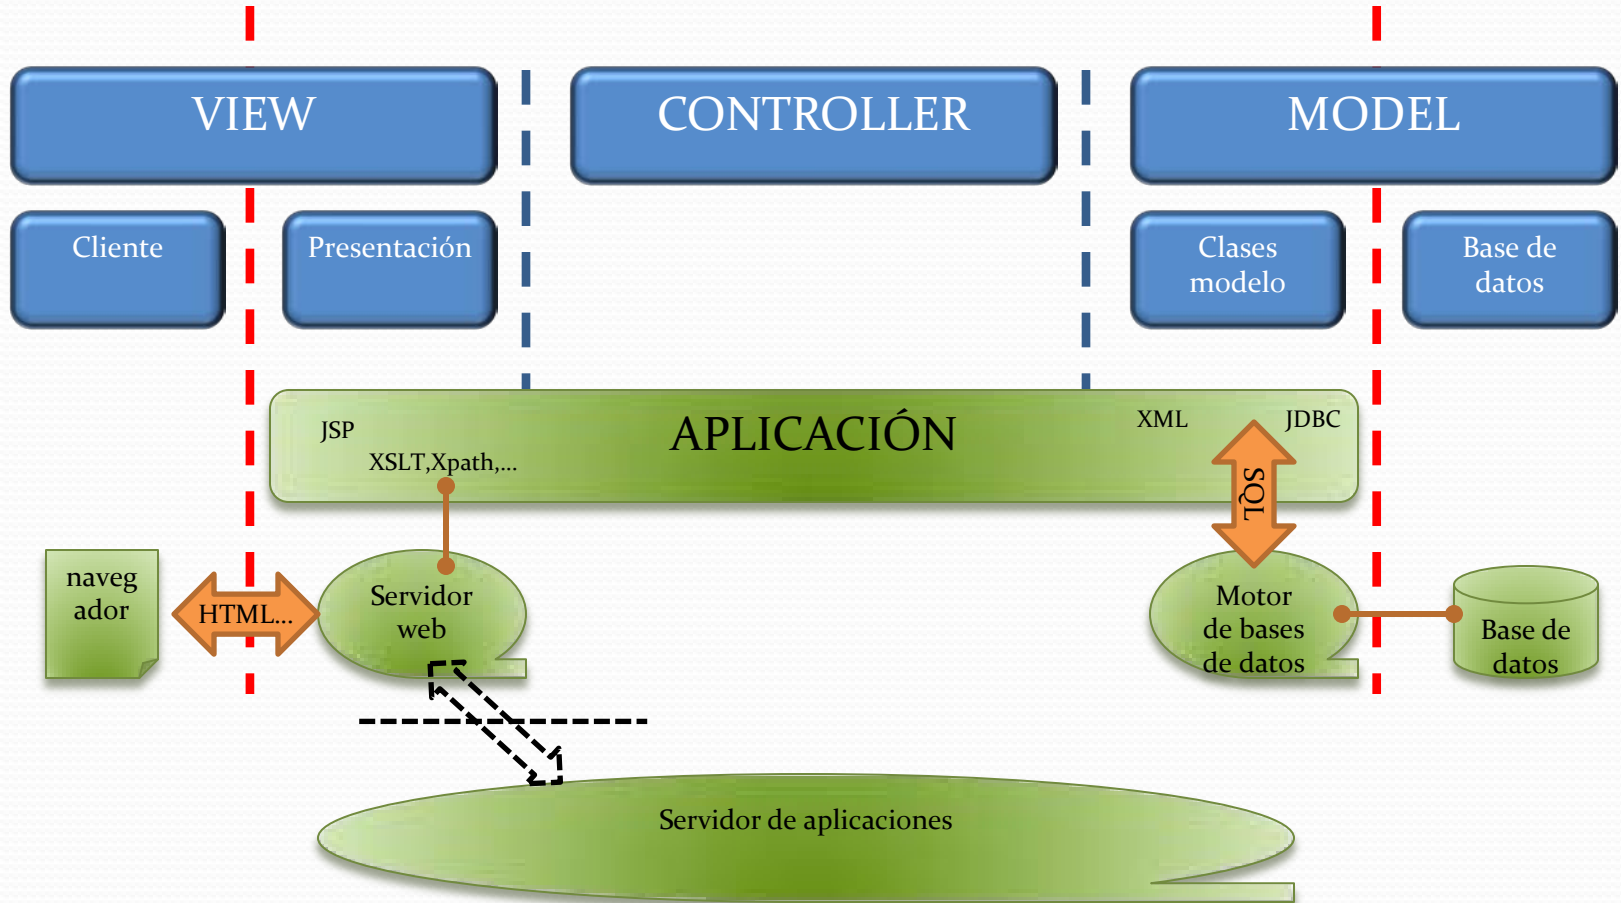 VIEW
CONTROLLER
MODEL
Cliente
Presentación
Clases
modelo
Base de
datos
JSP
XSLT,Xpath,...
APLICACIÓN
XML
JDBC
SQL
naveg
ador
HTML...
Servidor
web
Motor
de bases
de datos
Base de
datos
Servidor de aplicaciones